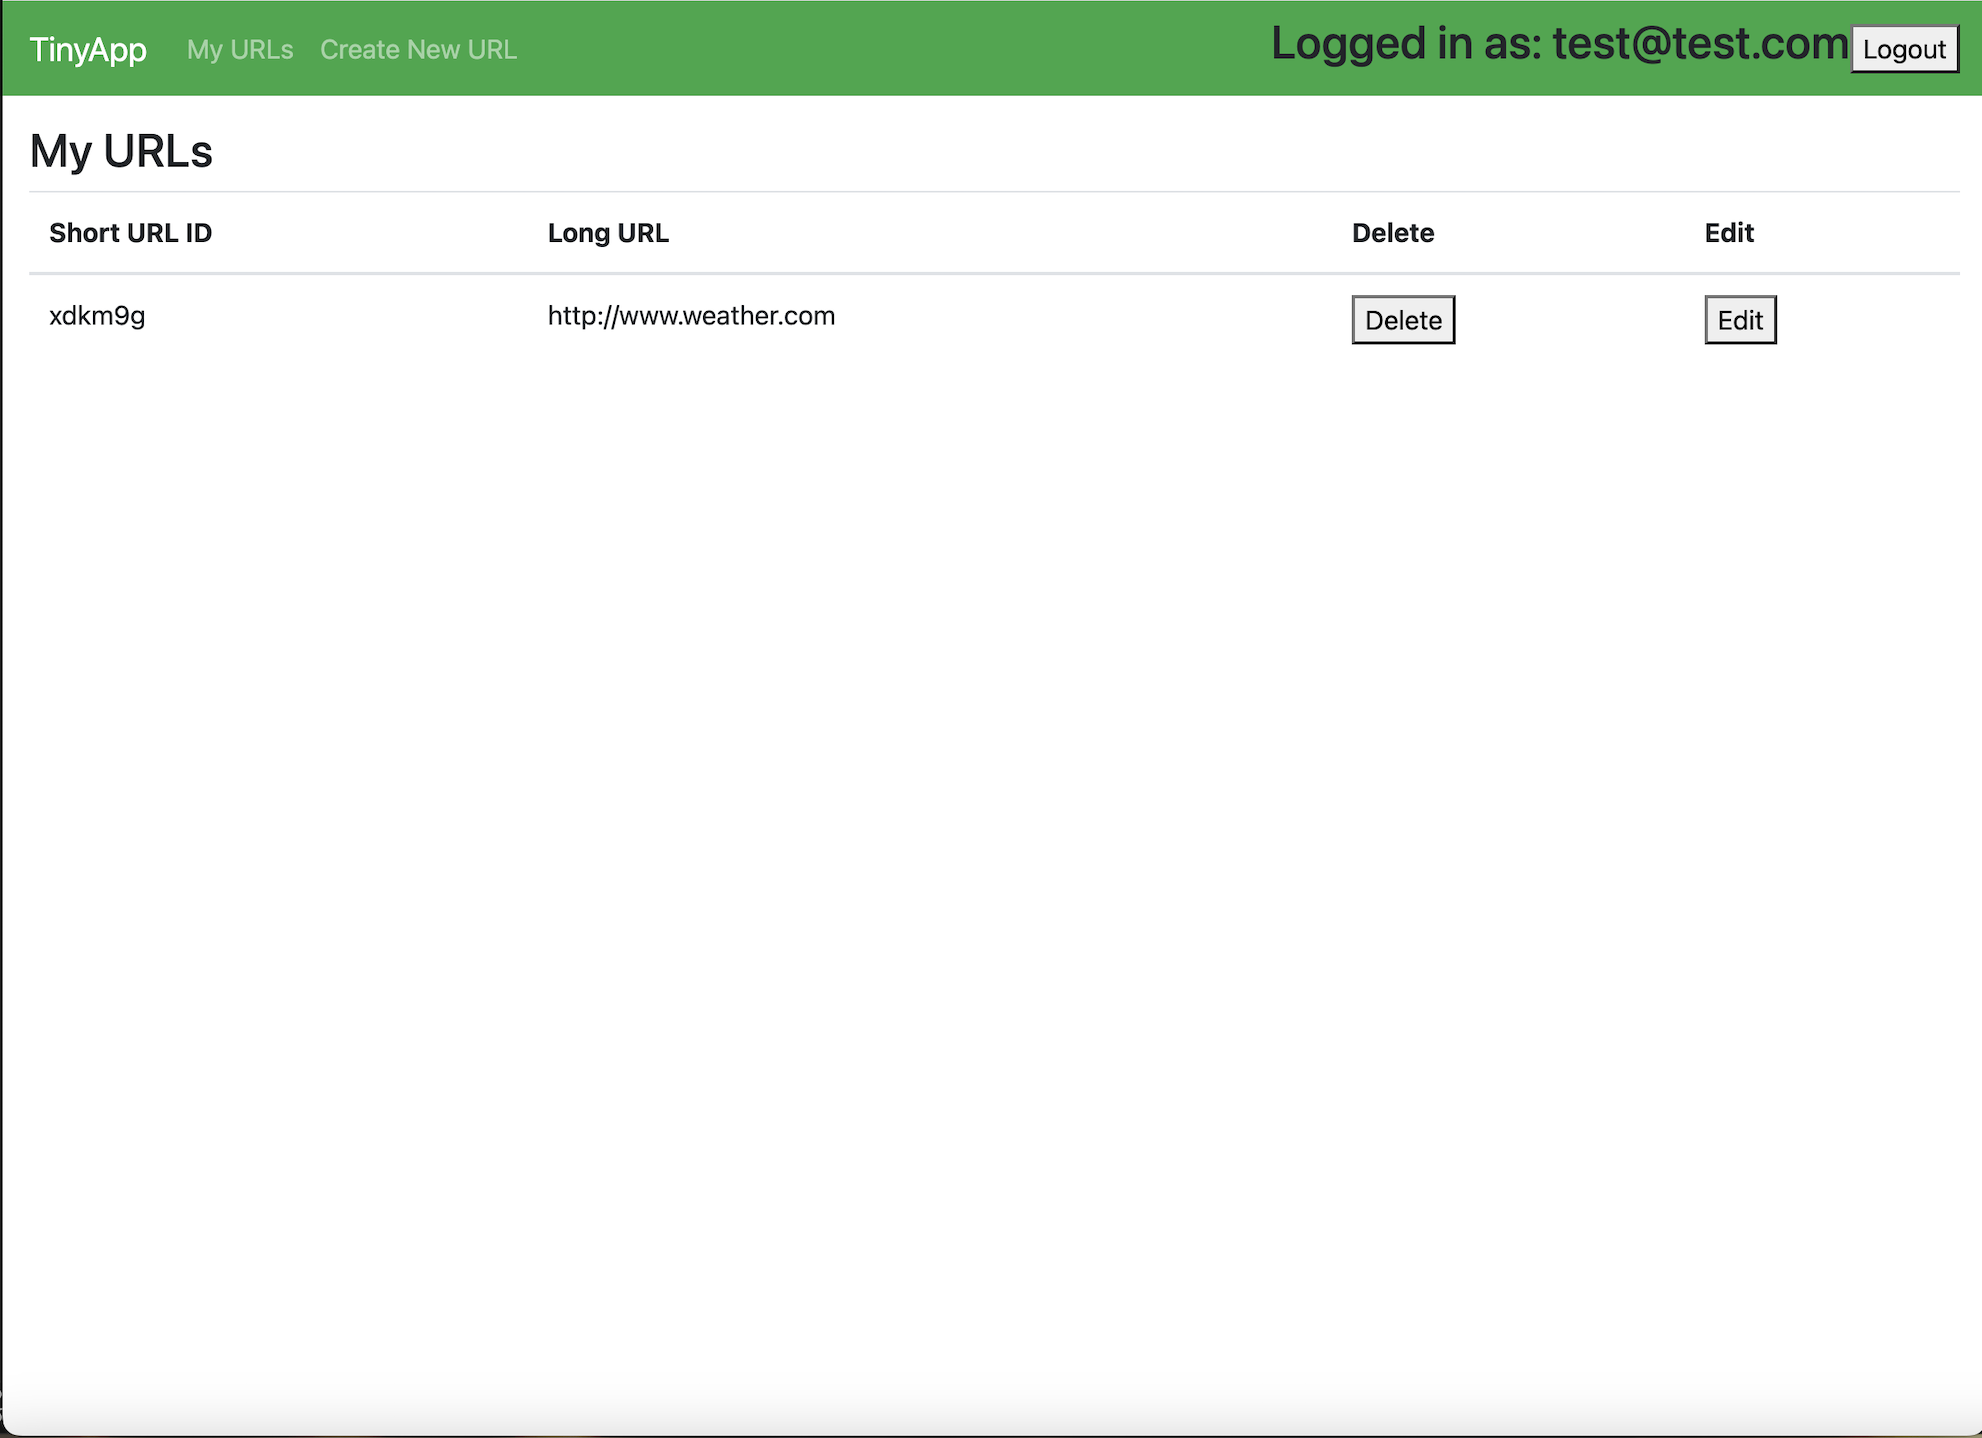 TinyApp My URLs Create New URL Logged in as: test@test.com Logout
My URLs
Short URL ID Long URL Delete Edit
xdkm9g http://www.weather.com Delete Edit